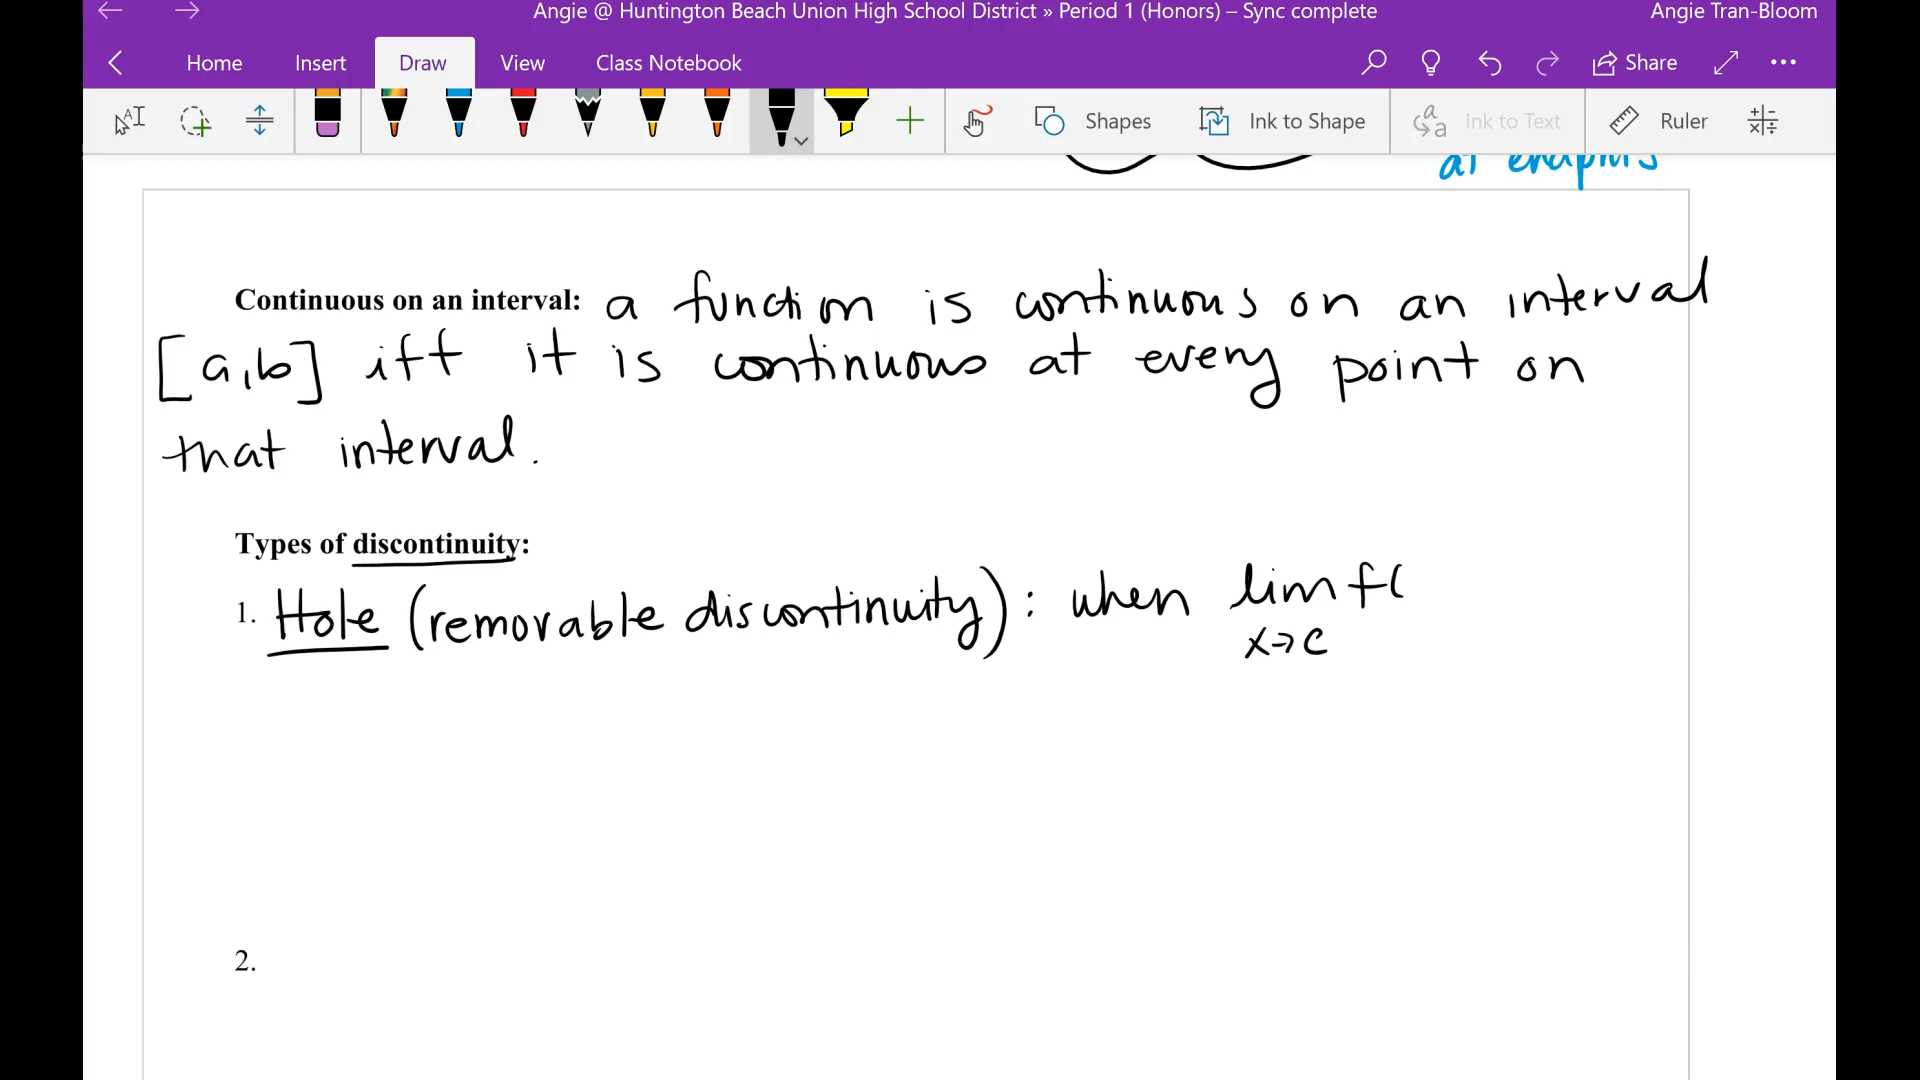 Angie @ Huntington Beach Union High School District » Period 1 (Honors) – Sync complete
Angie Tran-Bloom
Home Insert Draw View Class Notebook Share
Shapes Ink to Shape Ink to Text Ruler
at endpts
Continuous on an interval: a function is continuous on an interval
[a,b] iff it is continuous at every point on
that interval.
Types of discontinuity:
1. Hole (removable discontinuity): when lim f(
x→c
2.